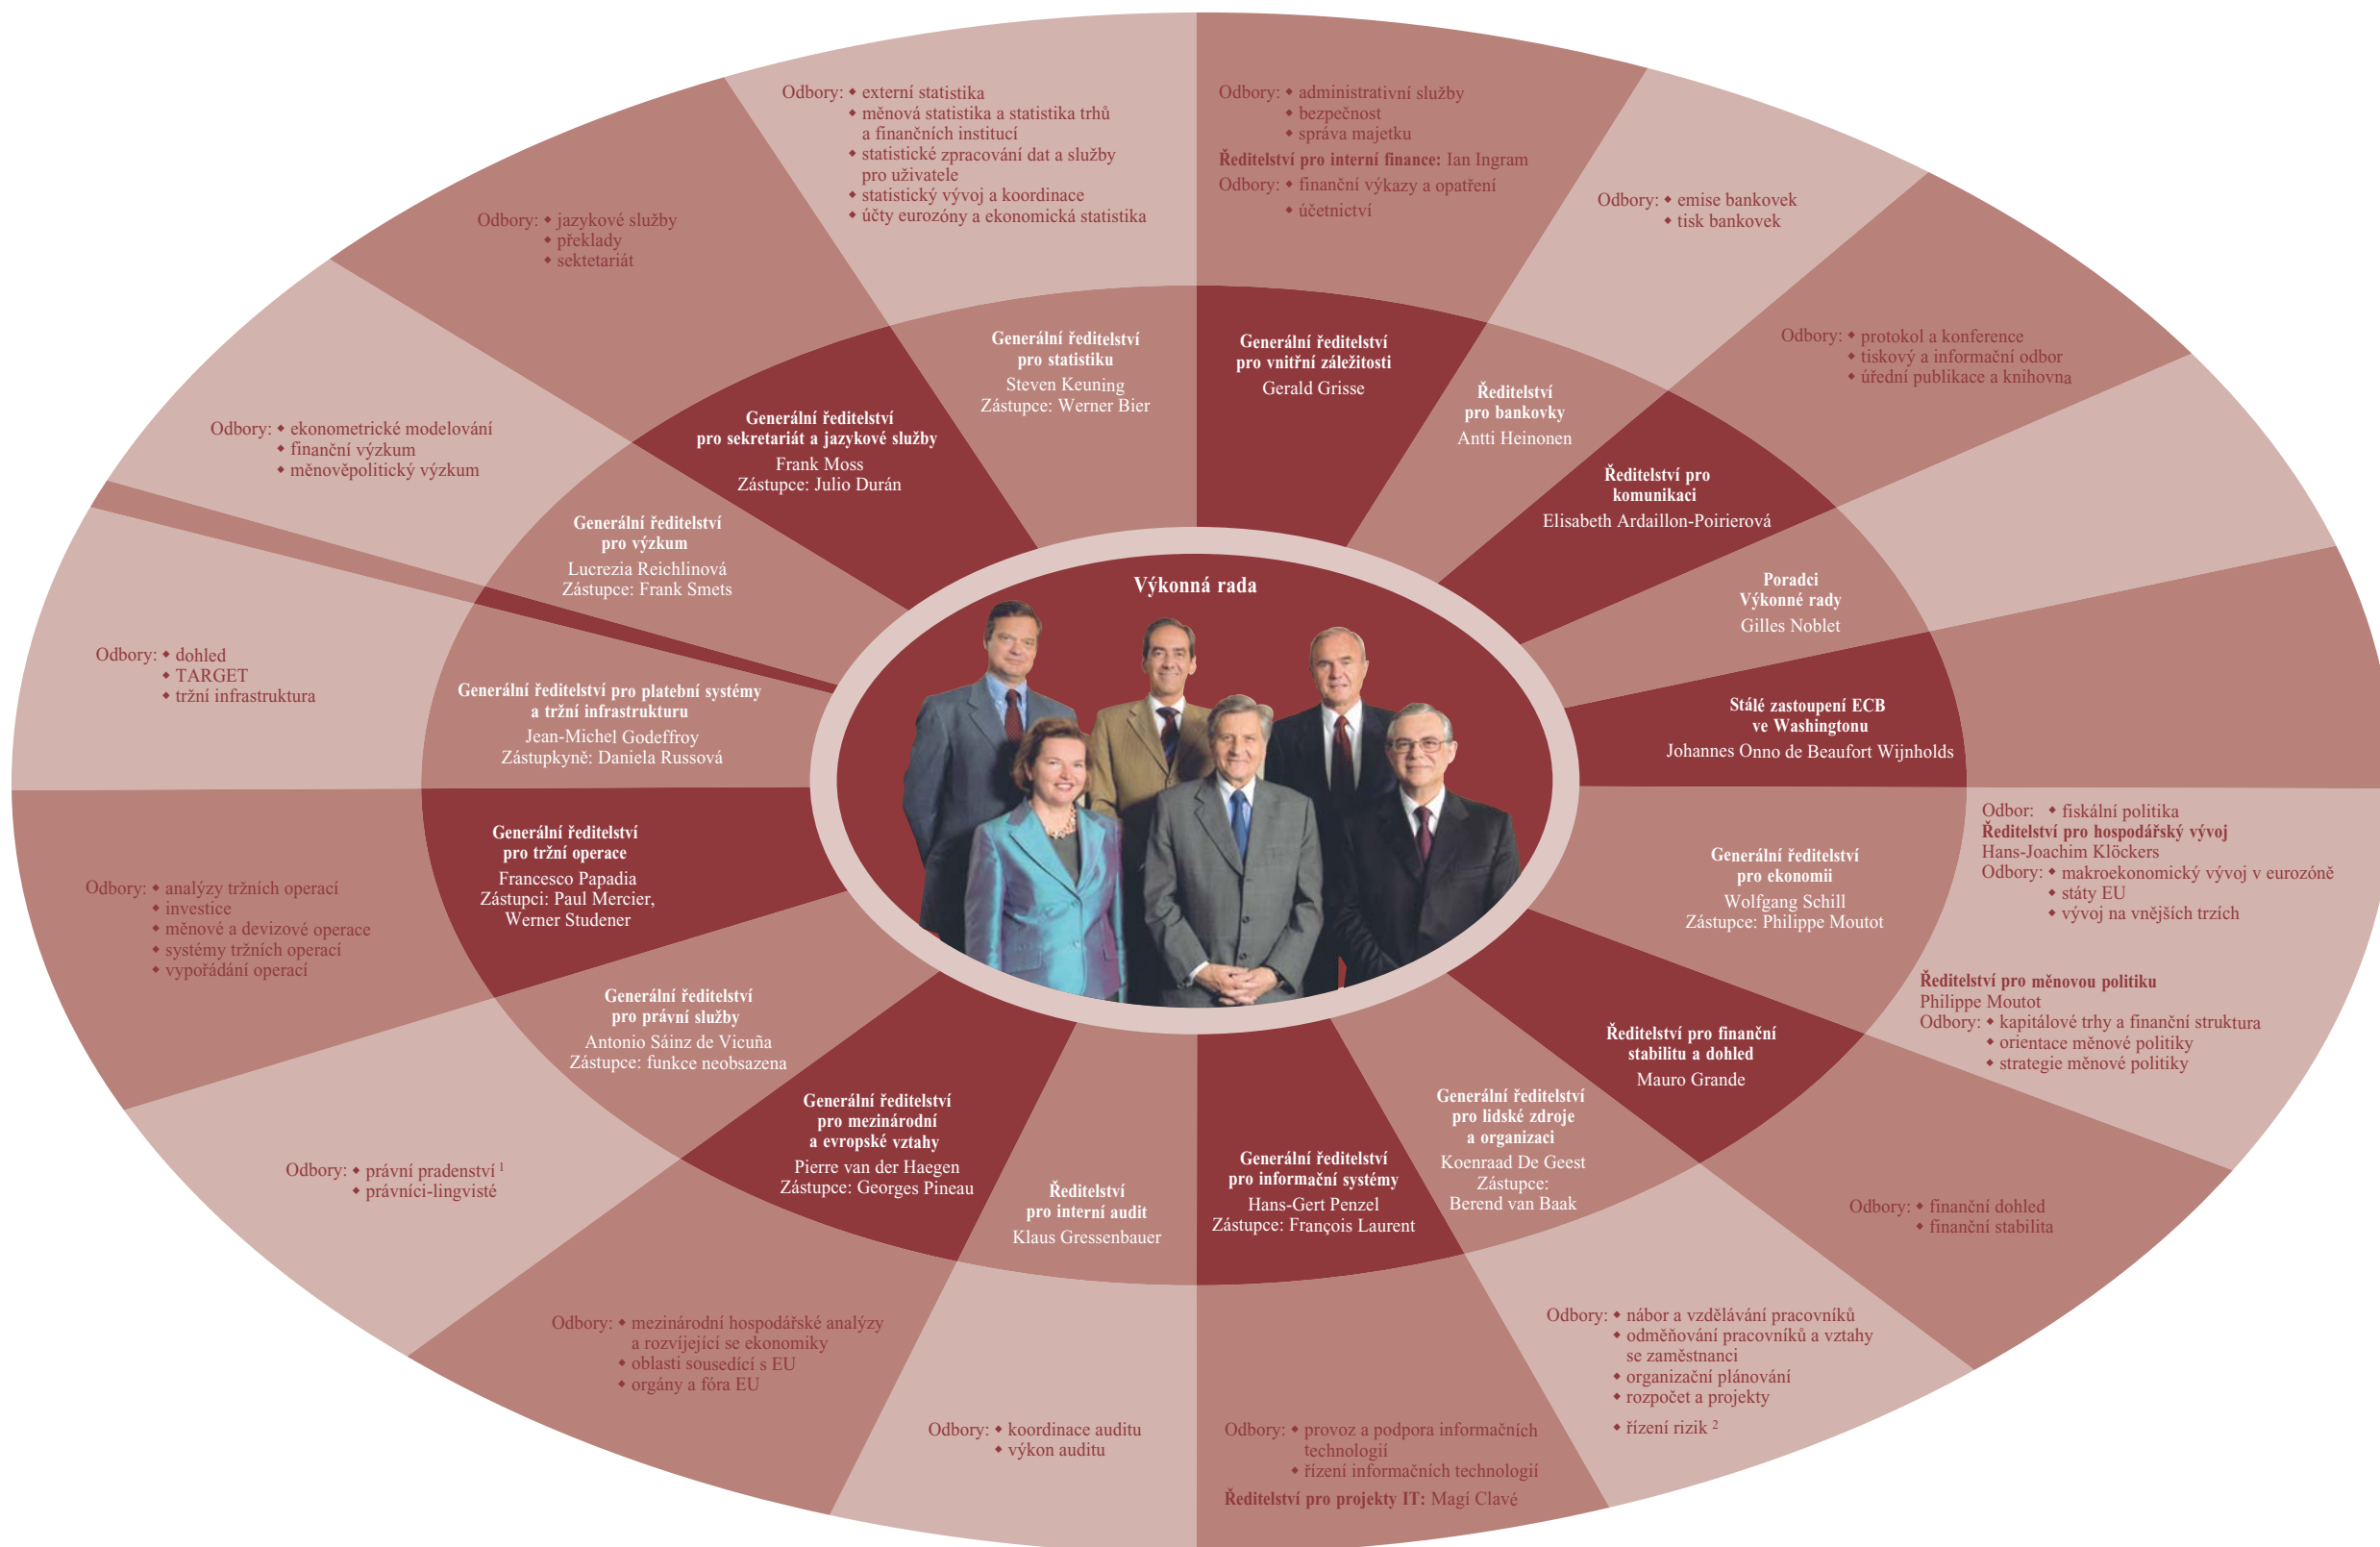 Výkonná rada
Odbory: ◆ externí statistika
◆ měnová statistika a statistika trhů
a finančních institucí
◆ statistické zpracování dat a služby
pro uživatele
◆ statistický vývoj a koordinace
◆ účty eurozóny a ekonomická statistika
Generální ředitelství
pro statistiku
Steven Keuning
Zástupce: Werner Bier
Odbory: ◆ administrativní služby
◆ bezpečnost
◆ správa majetku
Ředitelství pro interní finance: Ian Ingram
Odbory: ◆ finanční výkazy a opatření
◆ účetnictví
Generální ředitelství
pro vnitřní záležitosti
Gerald Grisse
Odbory: ◆ emise bankovek
◆ tisk bankovek
Ředitelství
pro bankovky
Antti Heinonen
Odbory: ◆ protokol a konference
◆ tiskový a informační odbor
◆ úřední publikace a knihovna
Ředitelství pro
komunikaci
Elisabeth Ardaillon-Poirierová
Poradci
Výkonné rady
Gilles Noblet
Stálé zastoupení ECB
ve Washingtonu
Johannes Onno de Beaufort Wijnholds
Generální ředitelství
pro ekonomii
Wolfgang Schill
Zástupce: Philippe Moutot
Odbor: ◆ fiskální politika
Ředitelství pro hospodářský vývoj
Hans-Joachim Klöckers
Odbory: ◆ makroekonomický vývoj v eurozóně
◆ státy EU
◆ vývoj na vnějších trzích
Ředitelství pro měnovou politiku
Philippe Moutot
Odbory: ◆ kapitálové trhy a finanční struktura
◆ orientace měnové politiky
◆ strategie měnové politiky
Ředitelství pro finanční
stabilitu a dohled
Mauro Grande
Odbory: ◆ finanční dohled
◆ finanční stabilita
Generální ředitelství
pro lidské zdroje
a organizaci
Koenraad De Geest
Zástupce:
Berend van Baak
Odbory: ◆ nábor a vzdělávání pracovníků
◆ odměňování pracovníků a vztahy
se zaměstnanci
◆ organizační plánování
◆ rozpočet a projekty
◆ řízení rizik 2
Generální ředitelství
pro informační systémy
Hans-Gert Penzel
Zástupce: François Laurent
Odbory: ◆ provoz a podpora informačních
technologií
◆ řízení informačních technologií
Ředitelství pro projekty IT: Magí Clavé
Ředitelství
pro interní audit
Klaus Gressenbauer
Odbory: ◆ koordinace auditu
◆ výkon auditu
Generální ředitelství
pro mezinárodní
a evropské vztahy
Pierre van der Haegen
Zástupce: Georges Pineau
Odbory: ◆ mezinárodní hospodářské analýzy
a rozvíjející se ekonomiky
◆ oblasti sousedící s EU
◆ orgány a fóra EU
Generální ředitelství
pro právní služby
Antonio Sáinz de Vicuña
Zástupce: funkce neobsazena
Odbory: ◆ právní pradenství 1
◆ právníci-lingvisté
Generální ředitelství
pro tržní operace
Francesco Papadia
Zástupci: Paul Mercier,
Werner Studener
Odbory: ◆ analýzy tržních operací
◆ investice
◆ měnové a devizové operace
◆ systémy tržních operací
◆ vypořádání operací
Generální ředitelství pro platební systémy
a tržní infrastrukturu
Jean-Michel Godeffroy
Zástupkyně: Daniela Russová
Odbory: ◆ dohled
◆ TARGET
◆ tržní infrastruktura
Generální ředitelství
pro výzkum
Lucrezia Reichlinová
Zástupce: Frank Smets
Odbory: ◆ ekonometrické modelování
◆ finanční výzkum
◆ měnověpolitický výzkum
Generální ředitelství
pro sekretariát a jazykové služby
Frank Moss
Zástupce: Julio Durán
Odbory: ◆ jazykové služby
◆ překlady
◆ sektetariát